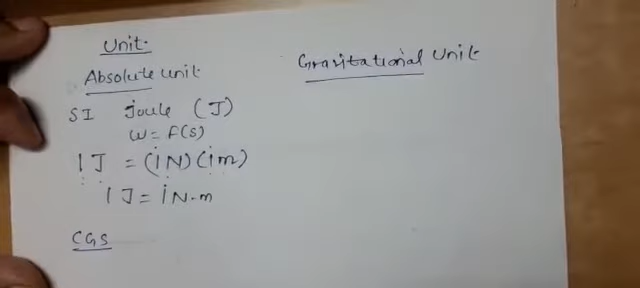 Unit.
Absolute unit
Gravitational Unit
SI Joule (J)
W = F(S)
1 J = (1N) (1m)
1 J = 1N-m
CGS